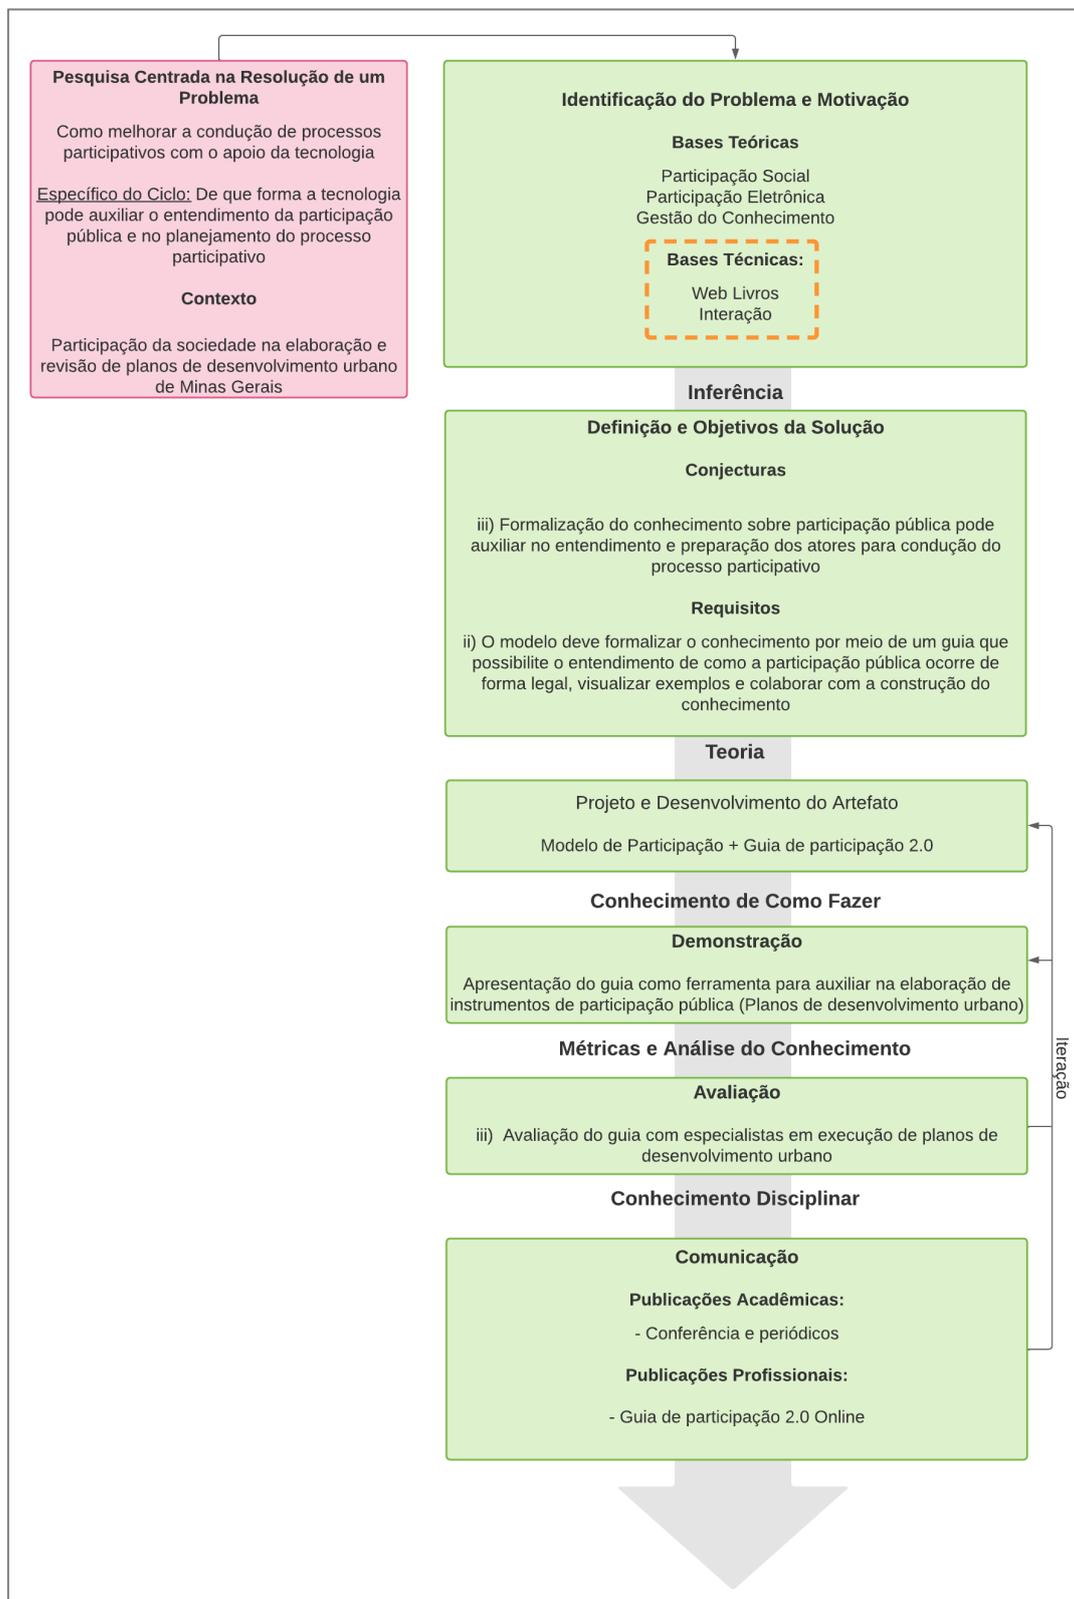 Pesquisa Centrada na Resolução de um
Problema
Como melhorar a condução de processos
participativos com o apoio da tecnologia
Específico do Ciclo: De que forma a tecnologia
pode auxiliar o entendimento da participação
pública e no planejamento do processo
participativo
Contexto
Participação da sociedade na elaboração e
revisão de planos de desenvolvimento urbano
de Minas Gerais
Identificação do Problema e Motivação
Bases Teóricas
Participação Social
Participação Eletrônica
Gestão do Conhecimento
Bases Técnicas:
Web Livros
Interação
Inferência
Definição e Objetivos da Solução
Conjecturas
iii) Formalização do conhecimento sobre participação pública pode
auxiliar no entendimento e preparação dos atores para condução do
processo participativo
Requisitos
ii) O modelo deve formalizar o conhecimento por meio de um guia que
possibilite o entendimento de como a participação pública ocorre de
forma legal, visualizar exemplos e colaborar com a construção do
conhecimento
Teoria
Projeto e Desenvolvimento do Artefato
Modelo de Participação + Guia de participação 2.0
Conhecimento de Como Fazer
Demonstração
Apresentação do guia como ferramenta para auxiliar na elaboração de
instrumentos de participação pública (Planos de desenvolvimento urbano)
Métricas e Análise do Conhecimento
Avaliação
iii) Avaliação do guia com especialistas em execução de planos de
desenvolvimento urbano
Conhecimento Disciplinar
Comunicação
Publicações Acadêmicas:
- Conferência e periódicos
Publicações Profissionais:
- Guia de participação 2.0 Online
Iteração